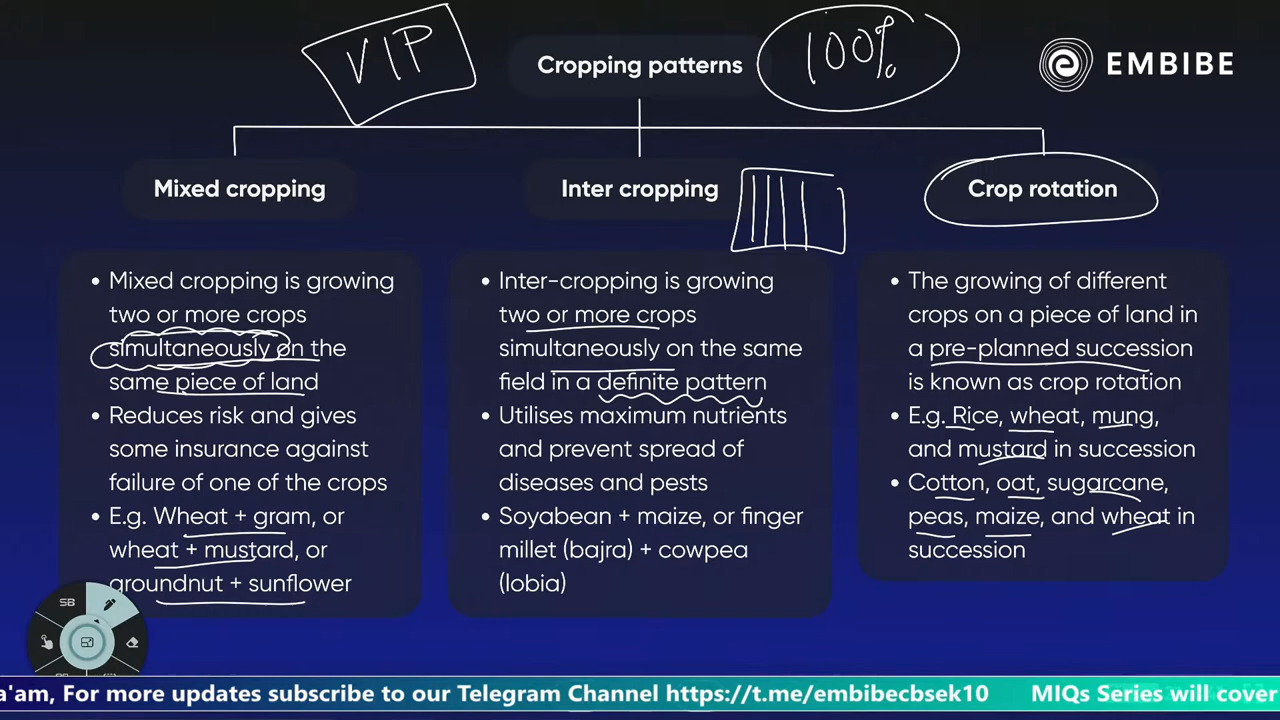 VIP
Cropping patterns
100%
EMBIBE
Mixed cropping
Inter cropping
Crop rotation
• Mixed cropping is growing
two or more crops
simultaneously on the
same piece of land
• Reduces risk and gives
some insurance against
failure of one of the crops
• E.g. Wheat + gram, or
wheat + mustard, or
groundnut + sunflower
• Inter-cropping is growing
two or more crops
simultaneously on the same
field in a definite pattern
• Utilises maximum nutrients
and prevent spread of
diseases and pests
• Soyabean + maize, or finger
millet (bajra) + cowpea
(lobia)
• The growing of different
crops on a piece of land in
a pre-planned succession
is known as crop rotation
• E.g. Rice, wheat, mung,
and mustard in succession
• Cotton, oat, sugarcane,
peas, maize, and wheat in
succession
SB
a'am, For more updates subscribe to our Telegram Channel https://t.me/embibecbsek10 MIQs Series will cover